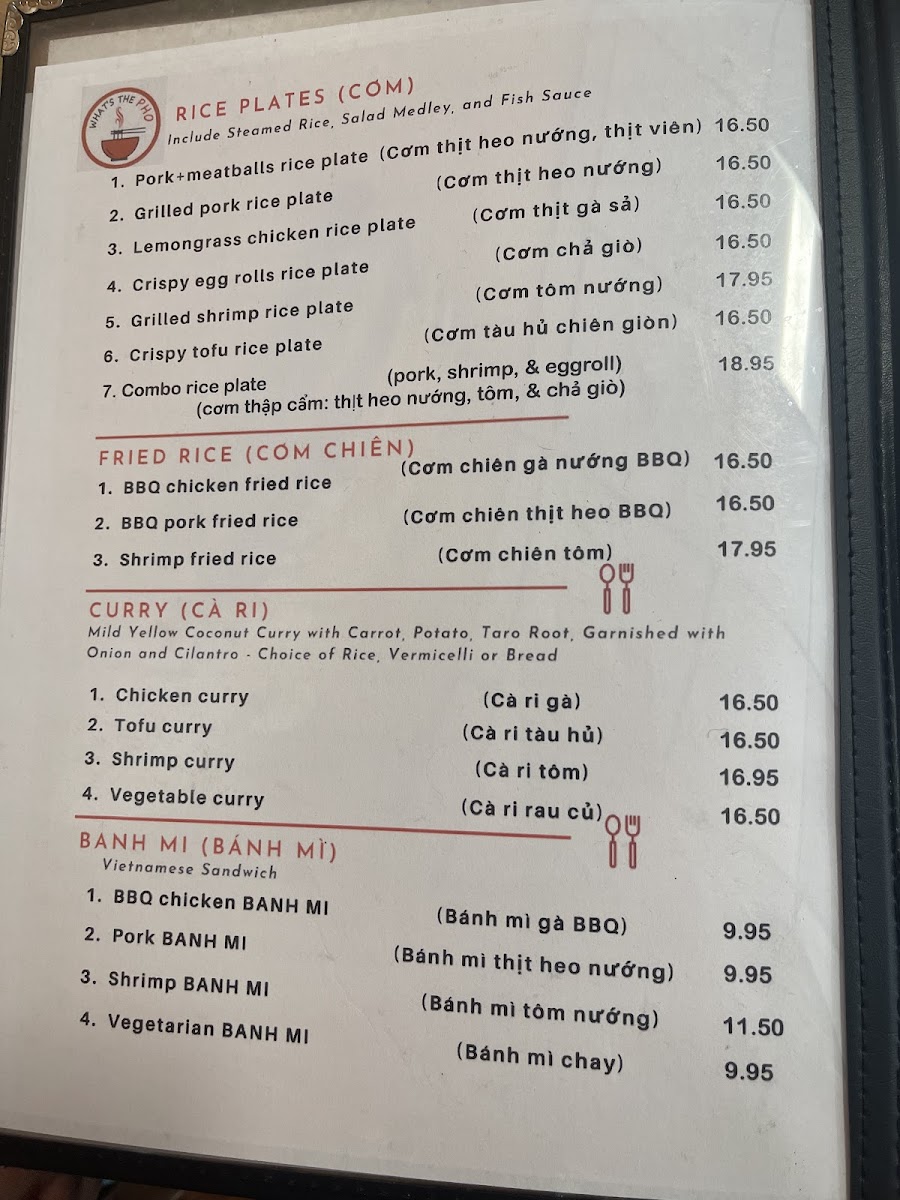 WHAT'S THE PHO
RICE PLATES (CƠM)
Include Steamed Rice, Salad Medley, and Fish Sauce
1. Pork+meatballs rice plate (Cơm thịt heo nướng, thịt viên) 16.50
2. Grilled pork rice plate (Cơm thịt heo nướng) 16.50
3. Lemongrass chicken rice plate (Cơm thịt gà sả) 16.50
4. Crispy egg rolls rice plate (Cơm chả giò) 16.50
5. Grilled shrimp rice plate (Cơm tôm nướng) 17.95
6. Crispy tofu rice plate (Cơm tàu hủ chiên giòn) 16.50
7. Combo rice plate (pork, shrimp, & eggroll) 18.95
(cơm thập cẩm: thịt heo nướng, tôm, & chả giò)
FRIED RICE (CƠM CHIÊN)
1. BBQ chicken fried rice (Cơm chiên gà nướng BBQ) 16.50
2. BBQ pork fried rice (Cơm chiên thịt heo BBQ) 16.50
3. Shrimp fried rice (Cơm chiên tôm) 17.95
CURRY (CÀ RI)
Mild Yellow Coconut Curry with Carrot, Potato, Taro Root, Garnished with
Onion and Cilantro - Choice of Rice, Vermicelli or Bread
1. Chicken curry (Cà ri gà) 16.50
2. Tofu curry (Cà ri tàu hủ) 16.50
3. Shrimp curry (Cà ri tôm) 16.95
4. Vegetable curry (Cà ri rau củ) 16.50
BANH MI (BÁNH MÌ)
Vietnamese Sandwich
1. BBQ chicken BANH MI (Bánh mì gà BBQ) 9.95
2. Pork BANH MI (Bánh mì thịt heo nướng) 9.95
3. Shrimp BANH MI (Bánh mì tôm nướng) 11.50
4. Vegetarian BANH MI (Bánh mì chay) 9.95